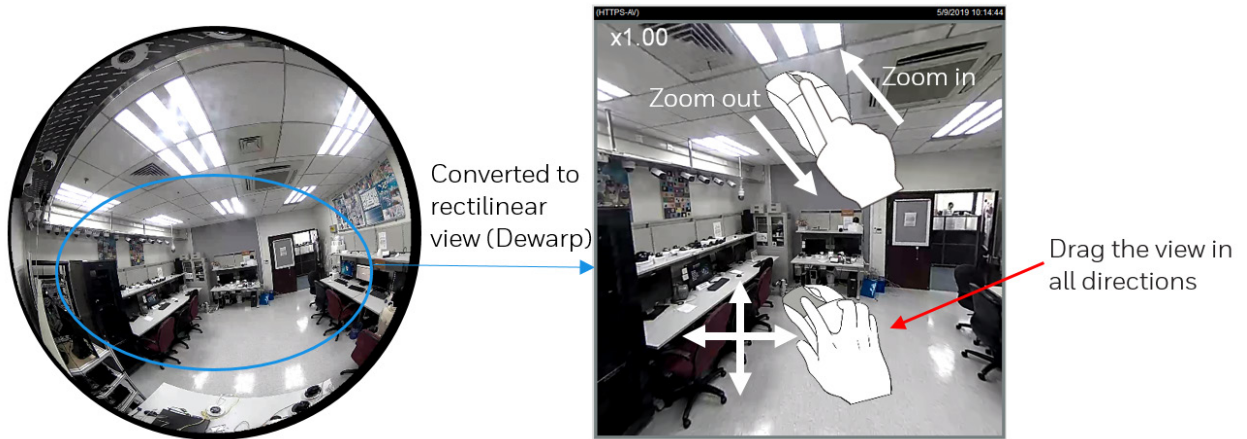 (HTTPS-AV) 5/9/2019 10:14:44
x1.00
Zoom in
Zoom out
Converted to
rectilinear
view (Dewarp)
Drag the view in
all directions